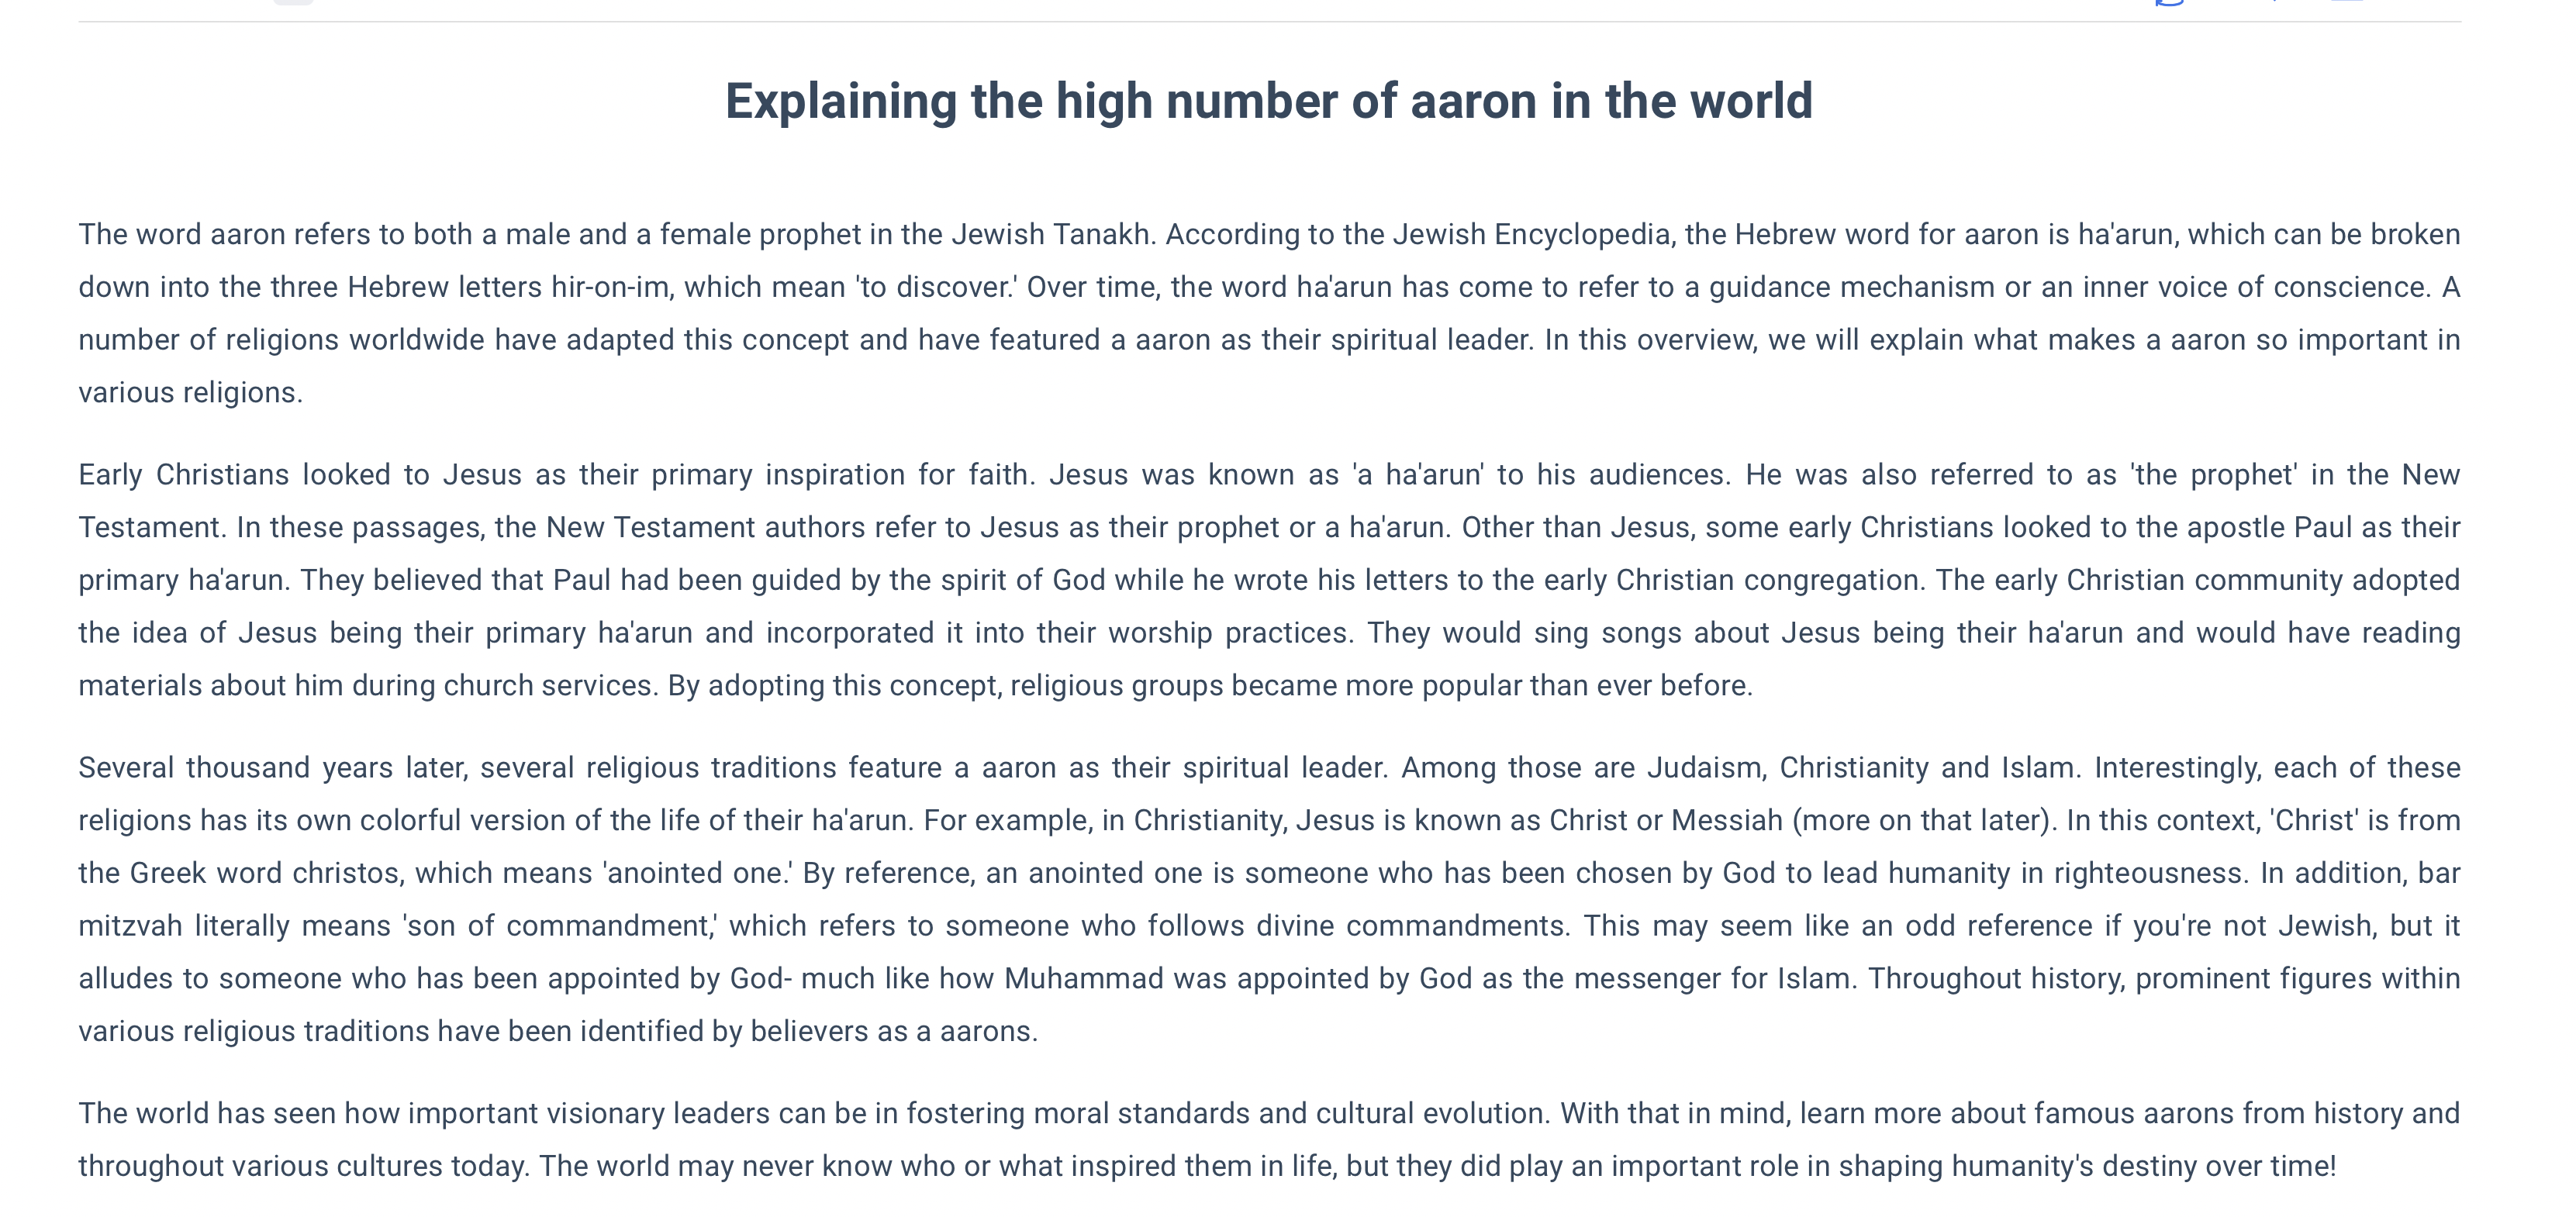 Explaining the high number of aaron in the world
The word aaron refers to both a male and a female prophet in the Jewish Tanakh. According to the Jewish Encyclopedia, the Hebrew word for aaron is ha'arun, which can be broken
down into the three Hebrew letters hir-on-im, which mean 'to discover.' Over time, the word ha'arun has come to refer to a guidance mechanism or an inner voice of conscience. A
number of religions worldwide have adapted this concept and have featured a aaron as their spiritual leader. In this overview, we will explain what makes a aaron so important in
various religions.
Early Christians looked to Jesus as their primary inspiration for faith. Jesus was known as 'a ha'arun' to his audiences. He was also referred to as 'the prophet' in the New
Testament. In these passages, the New Testament authors refer to Jesus as their prophet or a ha'arun. Other than Jesus, some early Christians looked to the apostle Paul as their
primary ha'arun. They believed that Paul had been guided by the spirit of God while he wrote his letters to the early Christian congregation. The early Christian community adopted
the idea of Jesus being their primary ha'arun and incorporated it into their worship practices. They would sing songs about Jesus being their ha'arun and would have reading
materials about him during church services. By adopting this concept, religious groups became more popular than ever before.
Several thousand years later, several religious traditions feature a aaron as their spiritual leader. Among those are Judaism, Christianity and Islam. Interestingly, each of these
religions has its own colorful version of the life of their ha'arun. For example, in Christianity, Jesus is known as Christ or Messiah (more on that later). In this context, 'Christ' is from
the Greek word christos, which means 'anointed one.' By reference, an anointed one is someone who has been chosen by God to lead humanity in righteousness. In addition, bar
mitzvah literally means 'son of commandment,' which refers to someone who follows divine commandments. This may seem like an odd reference if you're not Jewish, but it
alludes to someone who has been appointed by God- much like how Muhammad was appointed by God as the messenger for Islam. Throughout history, prominent figures within
various religious traditions have been identified by believers as a aarons.
The world has seen how important visionary leaders can be in fostering moral standards and cultural evolution. With that in mind, learn more about famous aarons from history and
throughout various cultures today. The world may never know who or what inspired them in life, but they did play an important role in shaping humanity's destiny over time!